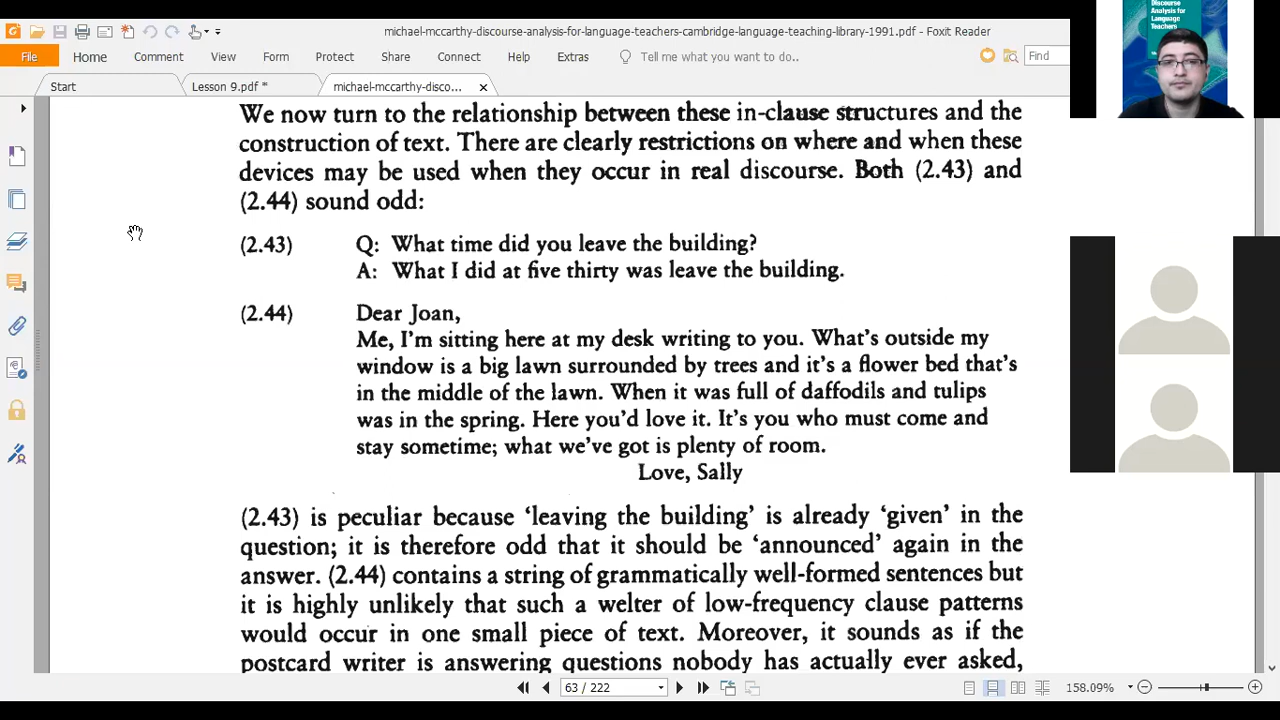 michael-mccarthy-discourse-analysis-for-language-teachers-cambridge-language-teaching-library-1991.pdf - Foxit Reader
File Home Comment View Form Protect Share Connect Help Extras Tell me what you want to do.. Find
Start Lesson 9.pdf * michael-mccarthy-disco...
Discourse
Analysis for
Language
Teachers
We now turn to the relationship between these in-clause structures and the
construction of text. There are clearly restrictions on where and when these
devices may be used when they occur in real discourse. Both (2.43) and
(2.44) sound odd:
(2.43) Q: What time did you leave the building?
A: What I did at five thirty was leave the building.
(2.44) Dear Joan,
Me, I'm sitting here at my desk writing to you. What's outside my
window is a big lawn surrounded by trees and it's a flower bed that's
in the middle of the lawn. When it was full of daffodils and tulips
was in the spring. Here you'd love it. It's you who must come and
stay sometime; what we've got is plenty of room.
Love, Sally
(2.43) is peculiar because 'leaving the building' is already 'given' in the
question; it is therefore odd that it should be 'announced' again in the
answer. (2.44) contains a string of grammatically well-formed sentences but
it is highly unlikely that such a welter of low-frequency clause patterns
would occur in one small piece of text. Moreover, it sounds as if the
postcard writer is answering questions nobody has actually ever asked,
63 / 222 158.09%